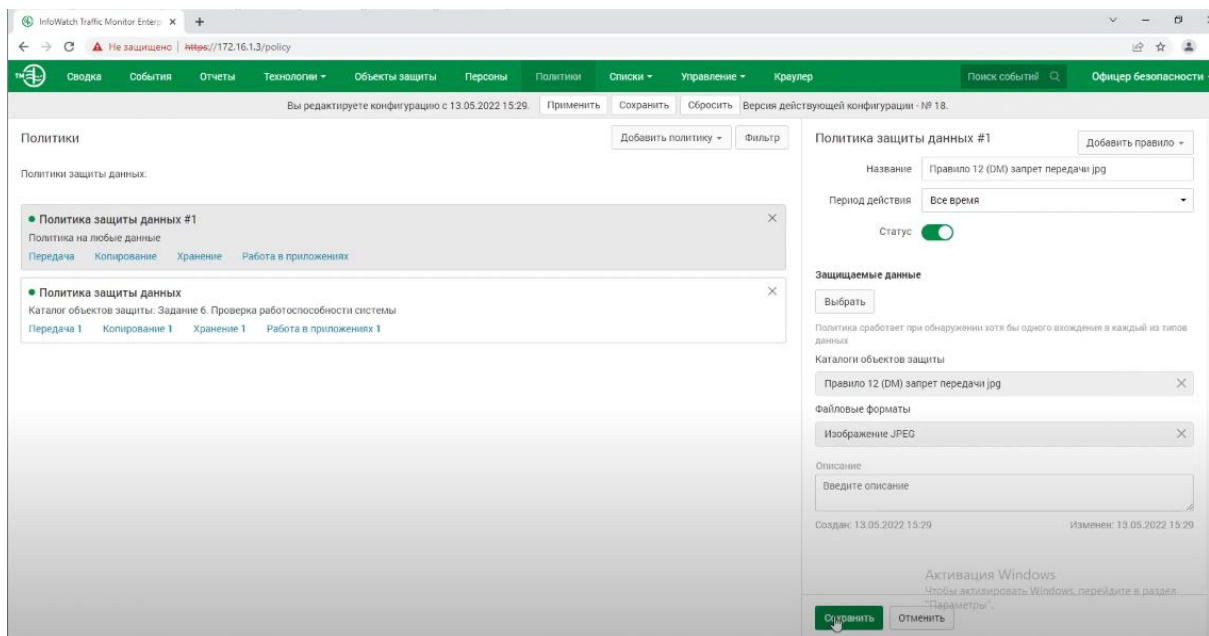 InfoWatch Traffic Monitor Enterp
Не защищено | https://172.16.1.3/policy
TM Сводка События Отчеты Технологии Объекты защиты Персоны Политики Списки Управление Краулер Поиск событий Офицер безопасности
Вы редактируете конфигурацию с 13.05.2022 15:29. Применить Сохранить Сбросить Версия действующей конфигурации - № 18.
Политики
Добавить политику Фильтр
Политики защиты данных:
Политика защиты данных #1
Политика на любые данные
Передача Копирование Хранение Работа в приложениях
Политика защиты данных
Каталог объектов защиты: Задание 6. Проверка работоспособности системы
Передача 1 Копирование 1 Хранение 1 Работа в приложениях 1
Политика защиты данных #1
Добавить правило
Название Правило 12 (DM) запрет передачи jpg
Период действия Все время
Статус
Защищаемые данные
Выбрать
Политика сработает при обнаружении хотя бы одного вхождения в каждый из типов
данных
Каталоги объектов защиты
Правило 12 (DM) запрет передачи jpg
Файловые форматы
Изображение JPEG
Описание
Введите описание
Создан: 13.05.2022 15:29 Изменен: 13.05.2022 15:29
Активация Windows
Чтобы активировать Windows, перейдите в раздел
"Параметры".
Сохранить Отменить